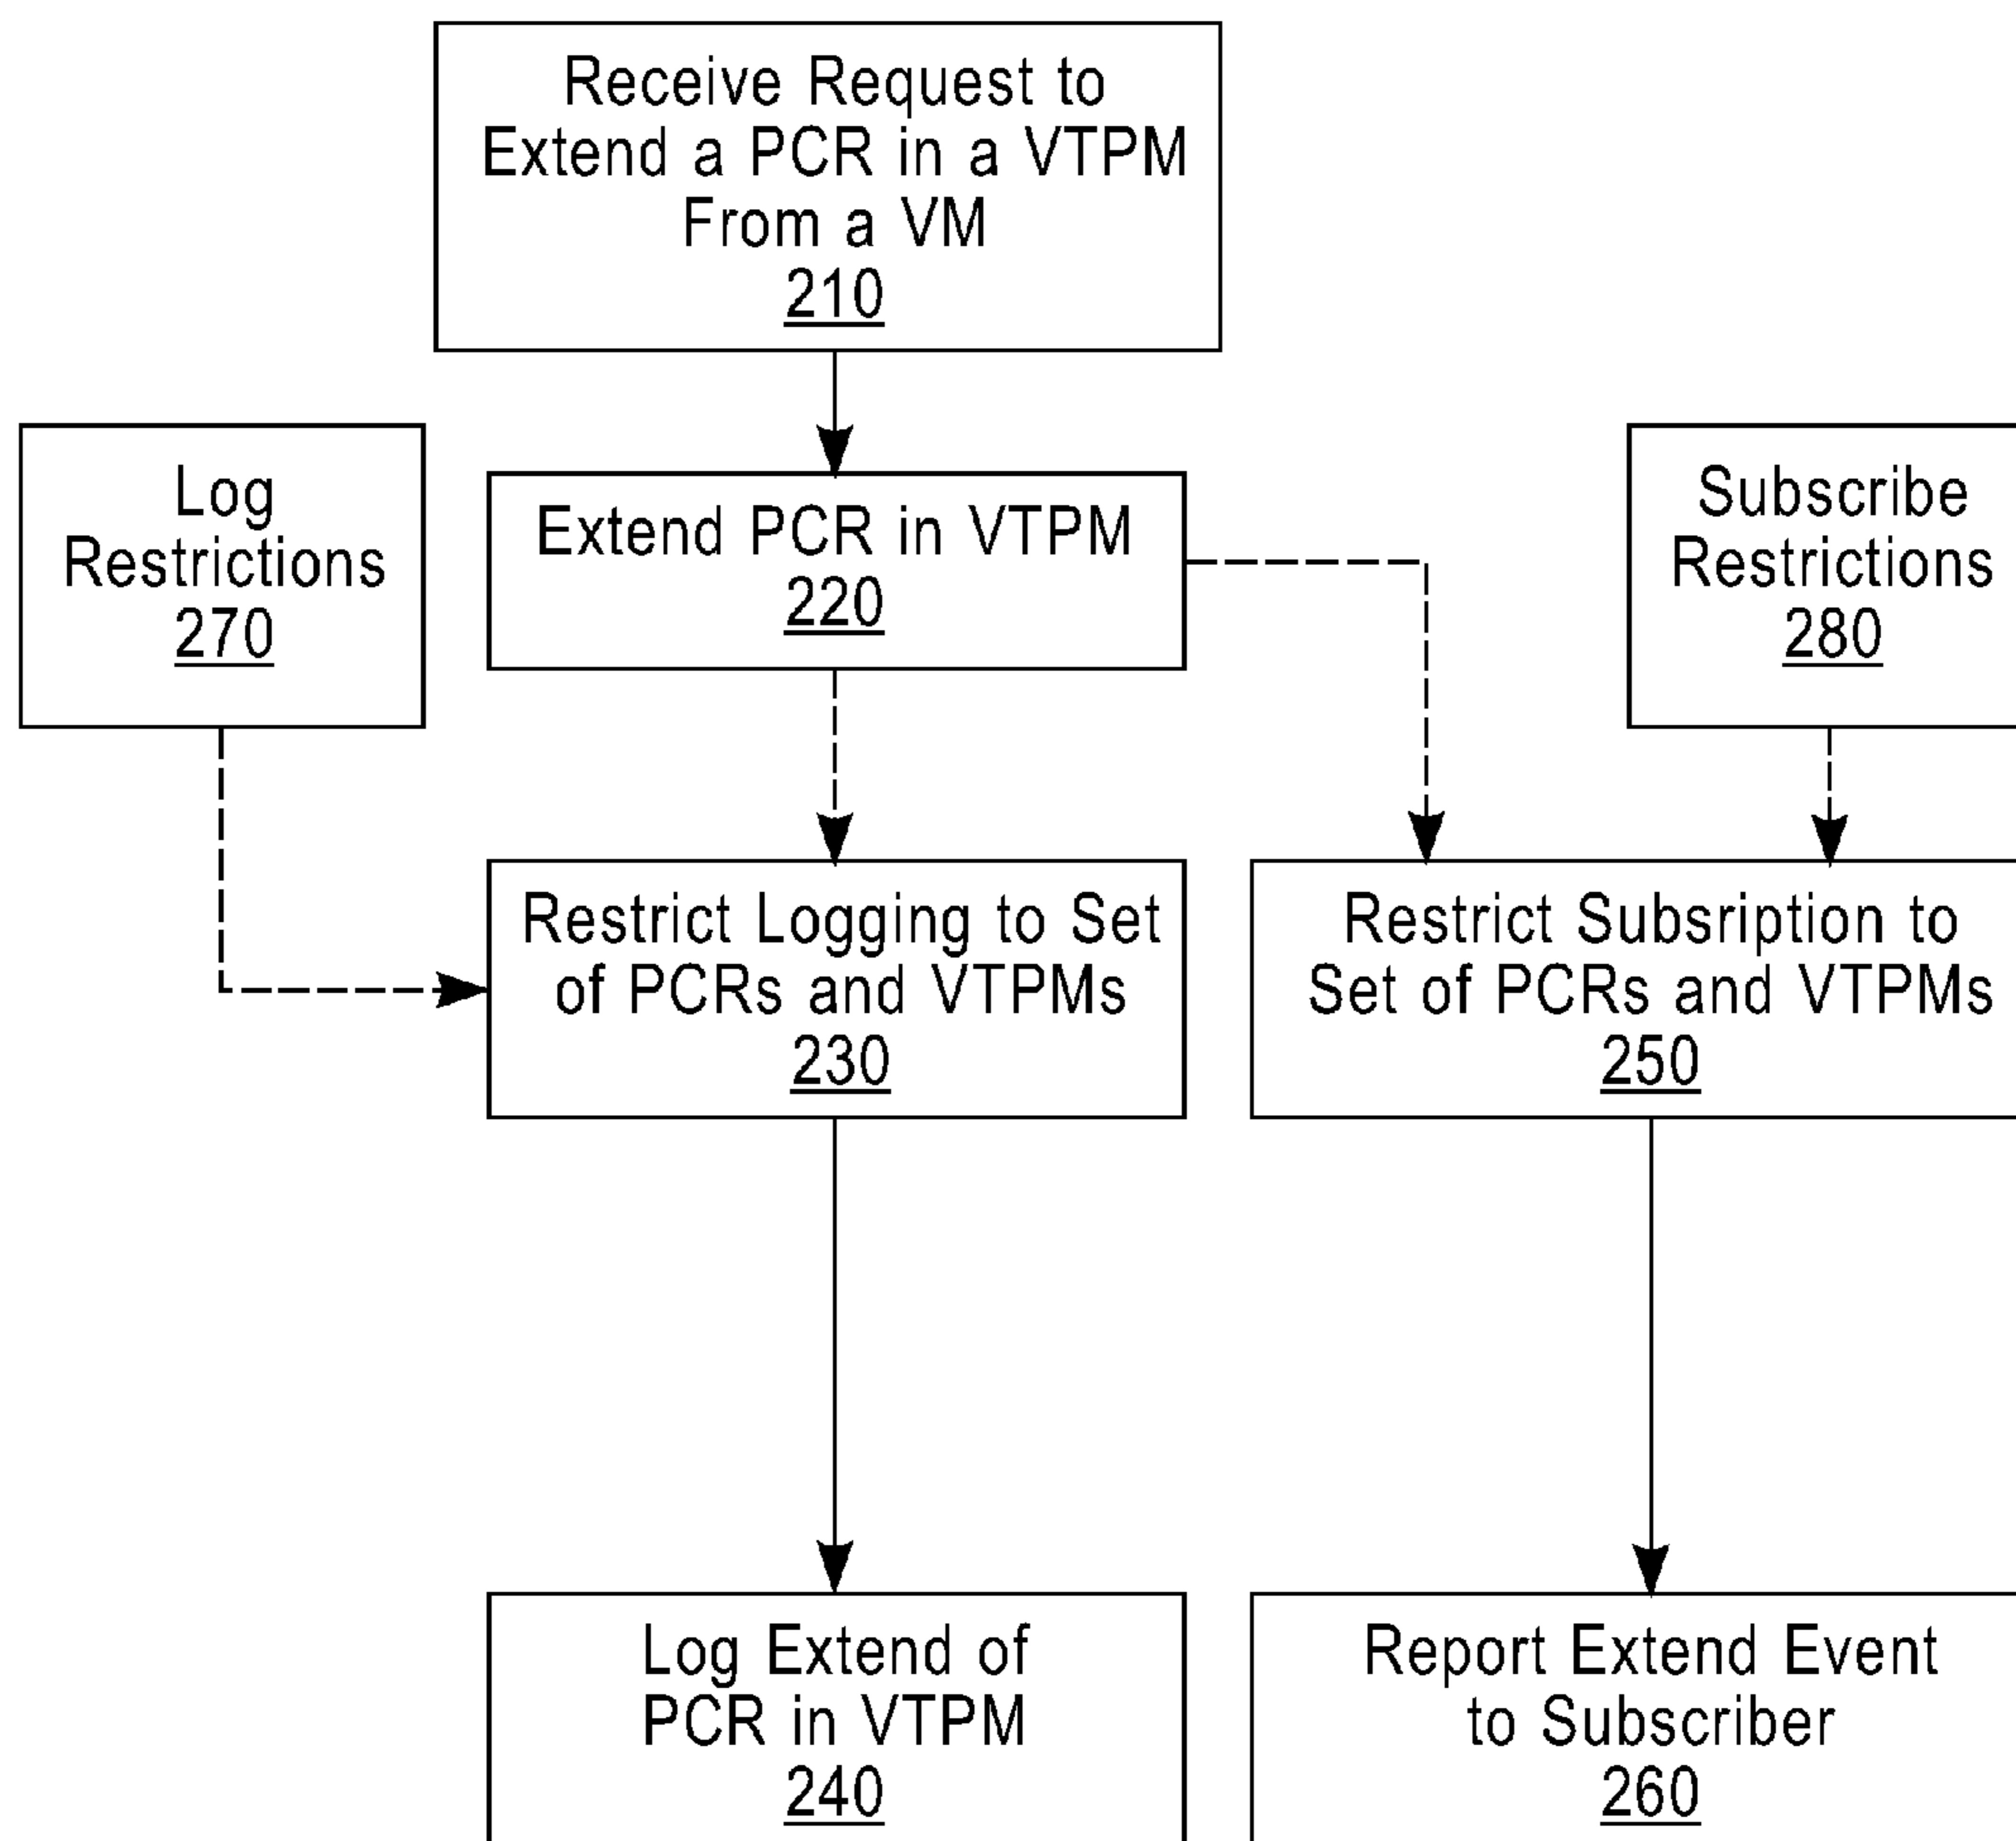 Receive Request to
Extend a PCR in a VTPM
From a VM
210
Log
Restrictions
270
Extend PCR in VTPM
220
Subscribe
Restrictions
280
Restrict Logging to Set
of PCRs and VTPMs
230
Restrict Subsription to
Set of PCRs and VTPMs
250
Log Extend of
PCR in VTPM
240
Report Extend Event
to Subscriber
260